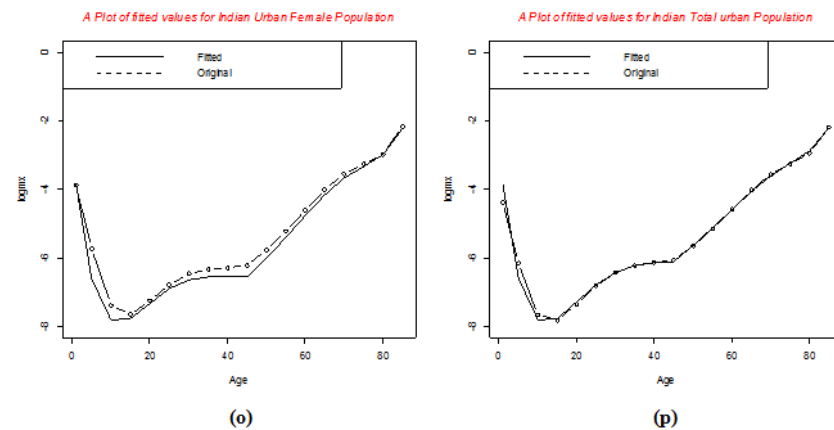 A Plot of fitted values for Indian Urban Female Population
0
-2
-4
-6
-8
logmx
Fitted
Original
0 20 40 60 80
Age
(o)
A Plot of fitted values for Indian Total urban Population
0
-2
-4
-6
-8
logmx
Fitted
Original
0 20 40 60 80
Age
(p)